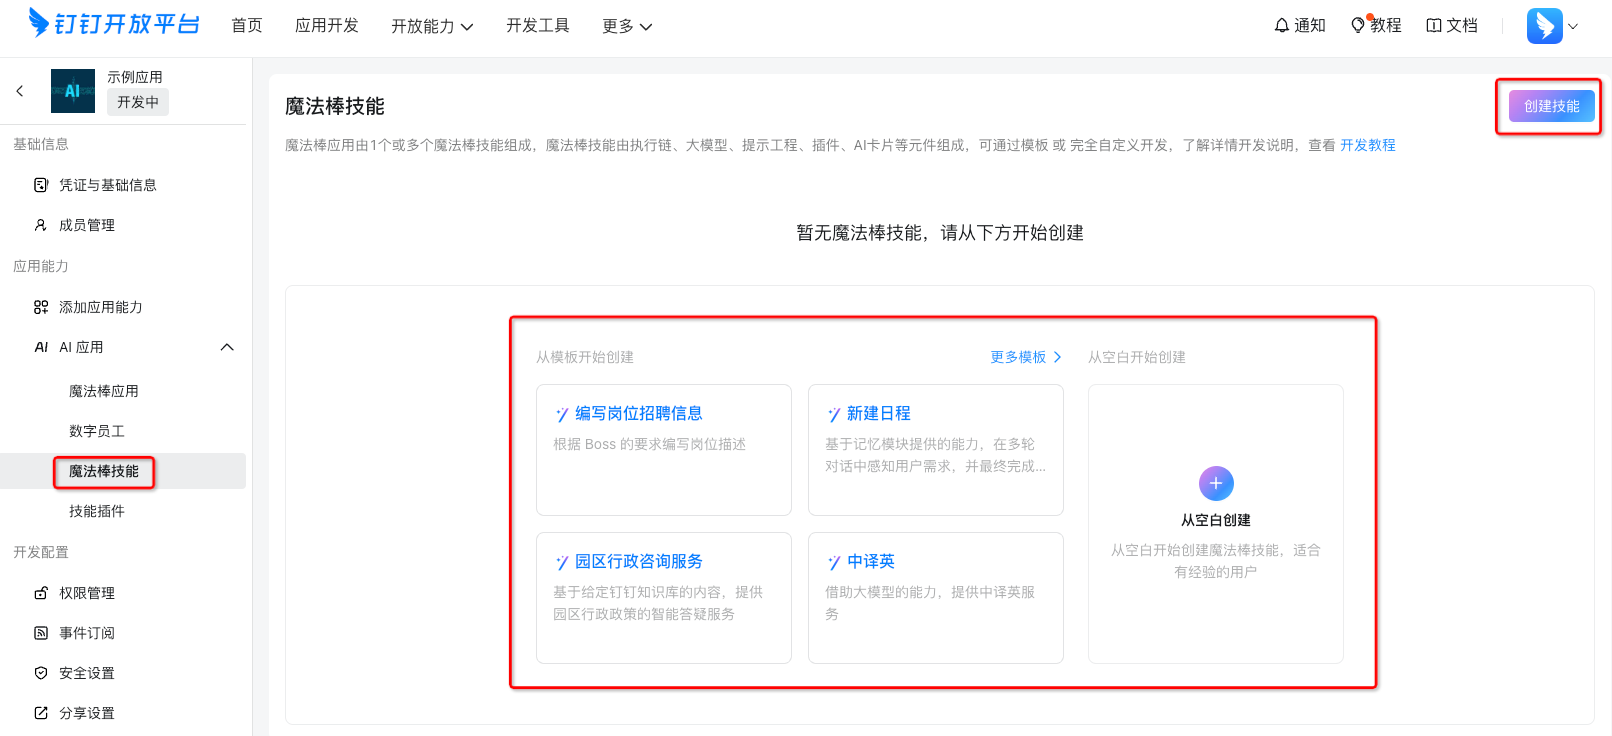 钉钉开放平台 首页 应用开发 开放能力 开发工具 更多 通知 教程 文档
AI 示例应用
开发中
基础信息
凭证与基础信息
成员管理
应用能力
添加应用能力
AI AI 应用
魔法棒应用
数字员工
魔法棒技能
技能插件
开发配置
权限管理
事件订阅
安全设置
分享设置
魔法棒技能
创建技能
魔法棒应用由1个或多个魔法棒技能组成，魔法棒技能由执行链、大模型、提示工程、插件、AI卡片等元件组成，可通过模板 或 完全自定义开发，了解详情开发说明，查看 开发教程
暂无魔法棒技能，请从下方开始创建
从模板开始创建 更多模板
编写岗位招聘信息
根据 Boss 的要求编写岗位描述
新建日程
基于记忆模块提供的能力，在多轮
对话中感知用户需求，并最终完成...
园区行政咨询服务
基于给定钉钉知识库的内容，提供
园区行政政策的智能答疑服务
中译英
借助大模型的能力，提供中译英服
务
从空白开始创建
从空白创建
从空白开始创建魔法棒技能，适合
有经验的用户